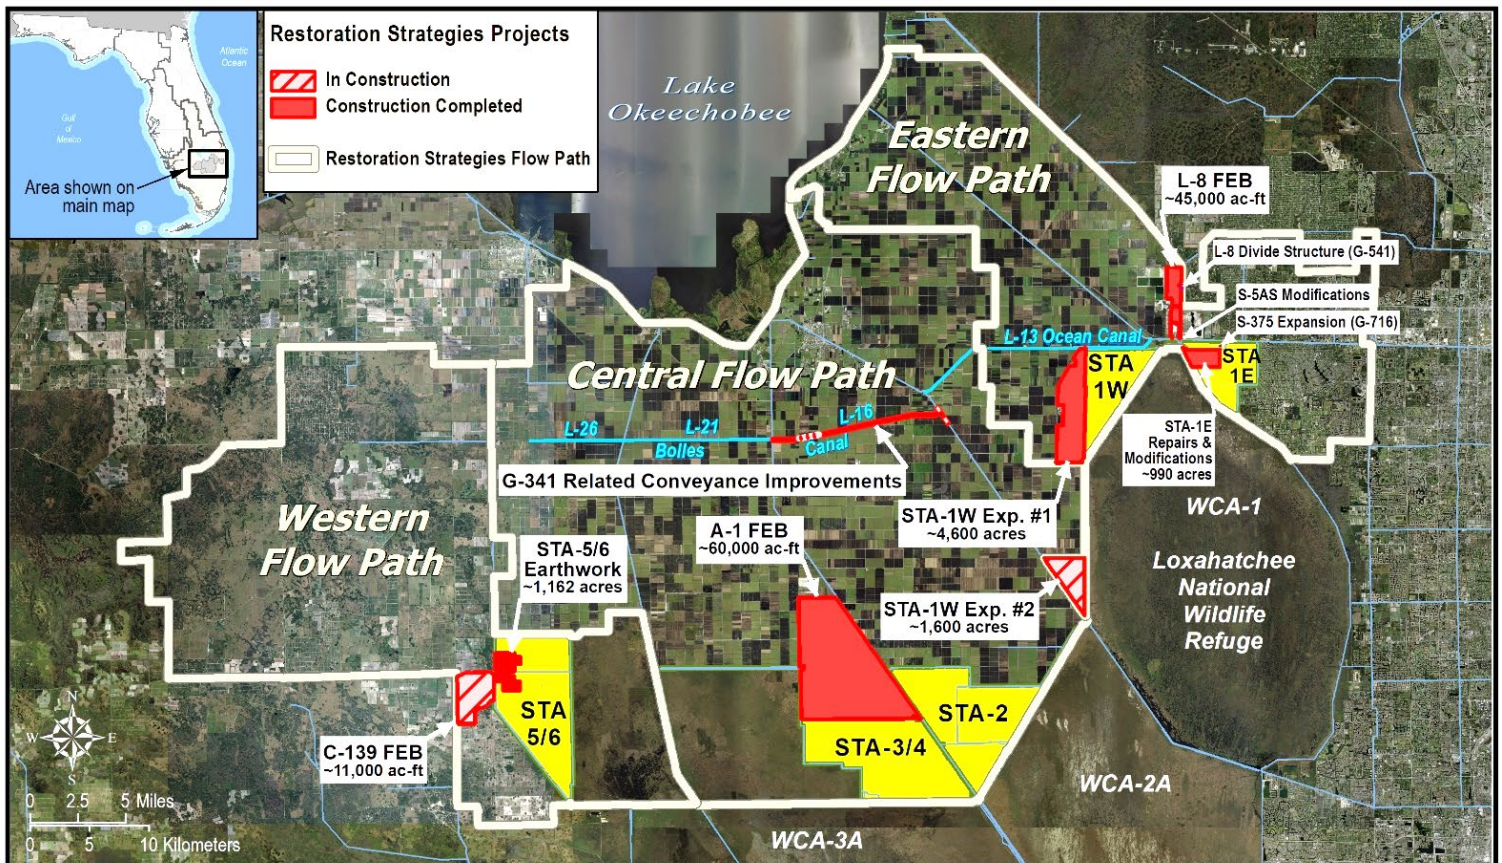 Atlantic
Ocean
Gulf
of
Mexico
Area shown on
main map
Restoration Strategies Projects
In Construction
Construction Completed
Restoration Strategies Flow Path
Lake
Okeechobee
Eastern
Flow Path
L-8 FEB
~45,000 ac-ft
L-8 Divide Structure (G-541)
S-5AS Modifications
S-375 Expansion (G-716)
L-13 Ocean Canal
STA
1W
STA
1E
Central Flow Path
L-26
L-21
L-16
Bolles
Canal
STA-1E
Repairs &
Modifications
~990 acres
G-341 Related Conveyance Improvements
STA-1W Exp. #1
~4,600 acres
WCA-1
Loxahatchee
National
Wildlife
Refuge
Western
Flow Path
STA-5/6
Earthwork
~1,162 acres
A-1 FEB
~60,000 ac-ft
STA-1W Exp. #2
~1,600 acres
STA
5/6
STA-2
STA-3/4
C-139 FEB
~11,000 ac-ft
WCA-2A
WCA-3A
N
W
E
S
0 2.5 5 Miles
0 5 10 Kilometers